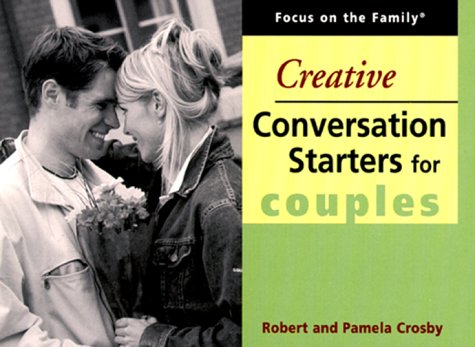 Focus on the Family®
Creative
Conversation
Starters for
couples
Robert and Pamela Crosby